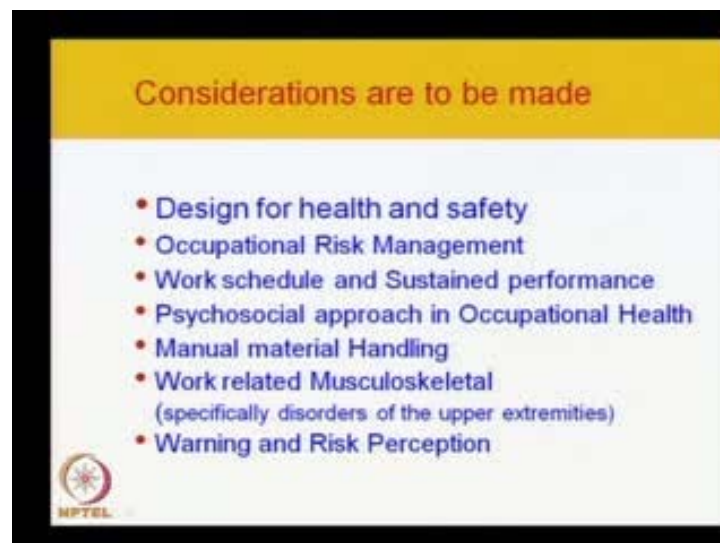 Considerations are to be made
• Design for health and safety
• Occupational Risk Management
• Work schedule and Sustained performance
• Psychosocial approach in Occupational Health
• Manual material Handling
• Work related Musculoskeletal
(specifically disorders of the upper extremities)
• Warning and Risk Perception
NPTEL